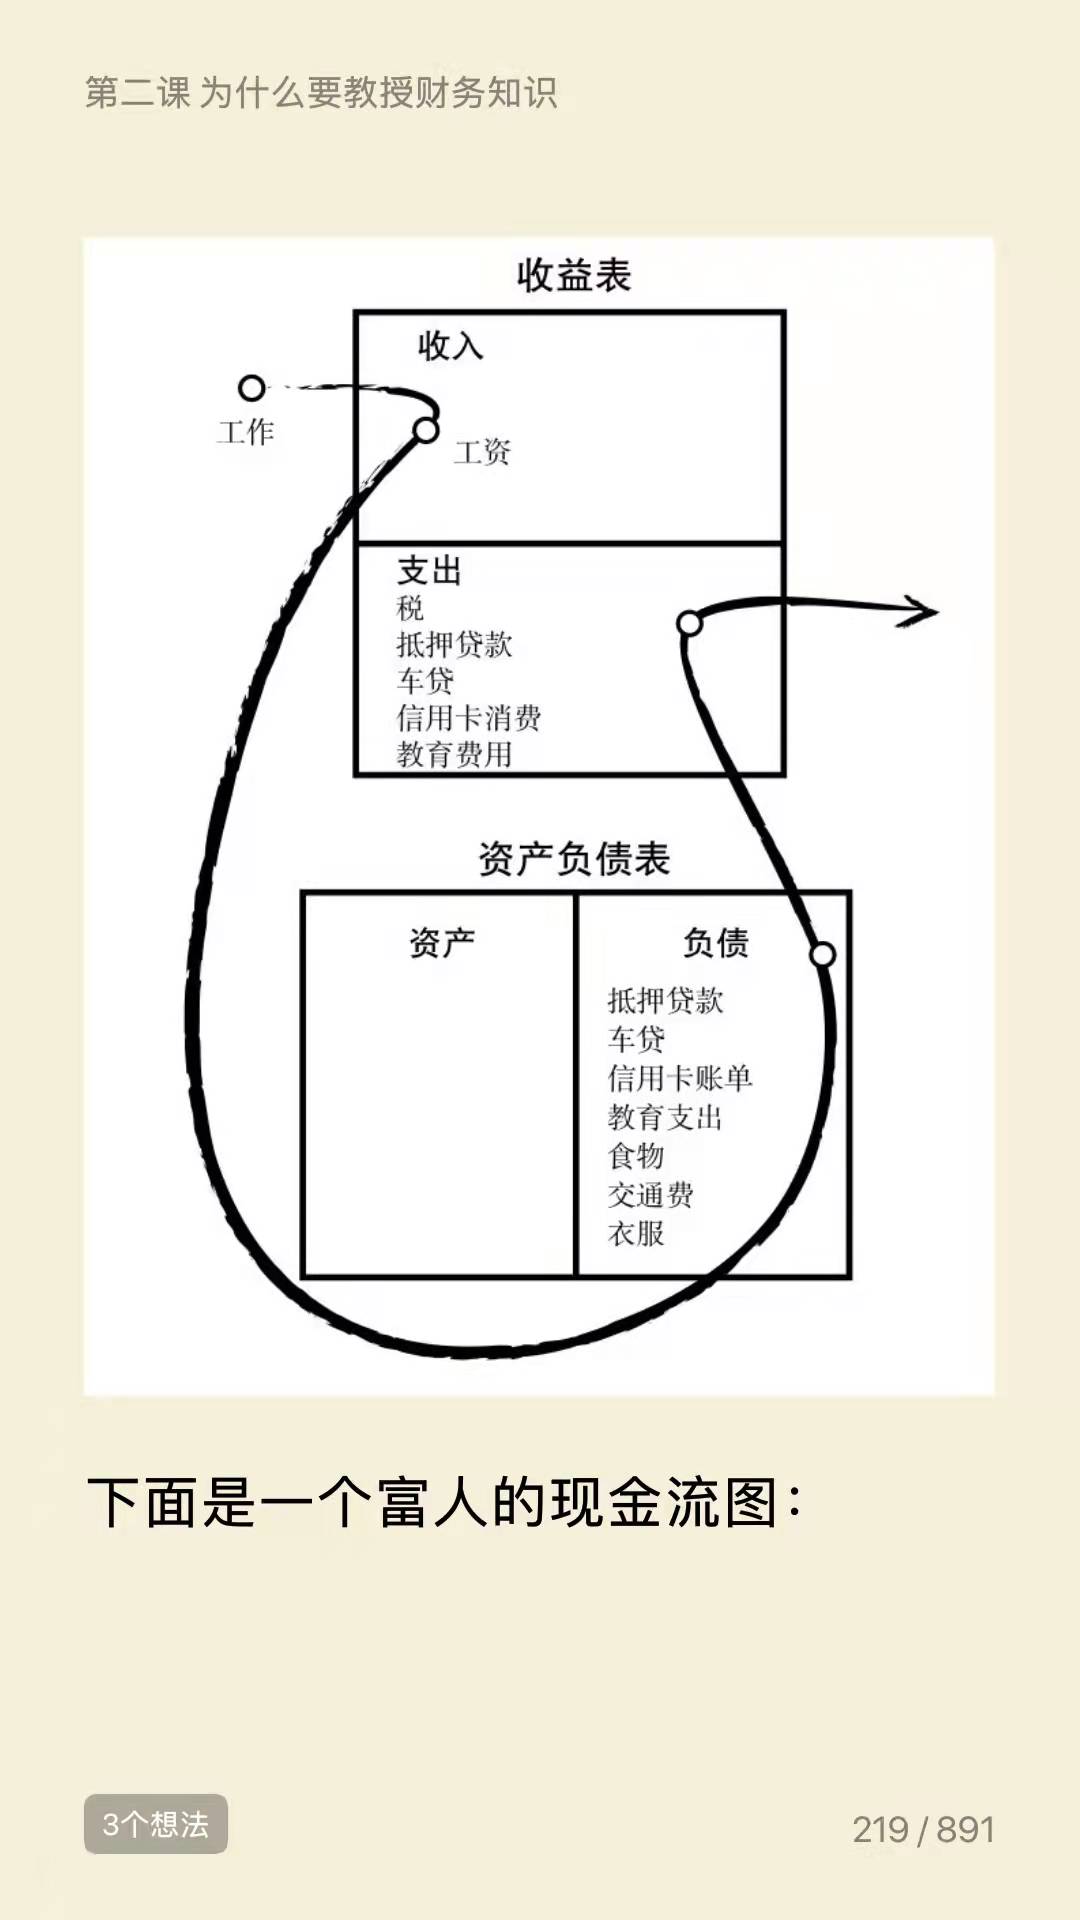 第二课 为什么要教授财务知识
收益表
收入
工作
工资
支出
税
抵押贷款
车贷
信用卡消费
教育费用
资产负债表
资产
负债
抵押贷款
车贷
信用卡账单
教育支出
食物
交通费
衣服
下面是一个富人的现金流图：
3个想法
219 / 891